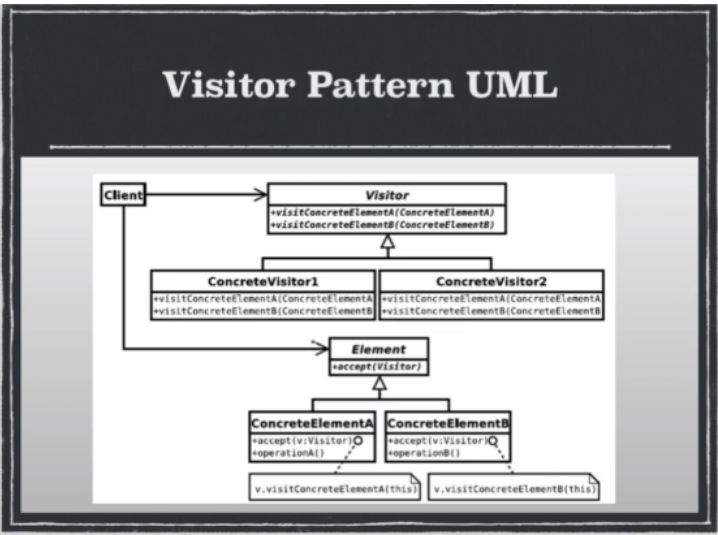 Visitor Pattern UML
Client
Visitor
+visitConcreteElementA(ConcreteElementA)
+visitConcreteElementB(ConcreteElementB)
ConcreteVisitor1
+visitConcreteElementA(ConcreteElementA
+visitConcreteElementB(ConcreteElementB
ConcreteVisitor2
+visitConcreteElementA(ConcreteElementA
+visitConcreteElementB(ConcreteElementB
Element
+accept(Visitor)
ConcreteElementA
+accept(v:Visitor)
+operationA()
ConcreteElementB
+accept(v:Visitor)
+operationB()
v.visitConcreteElementA(this)
v.visitConcreteElementB(this)